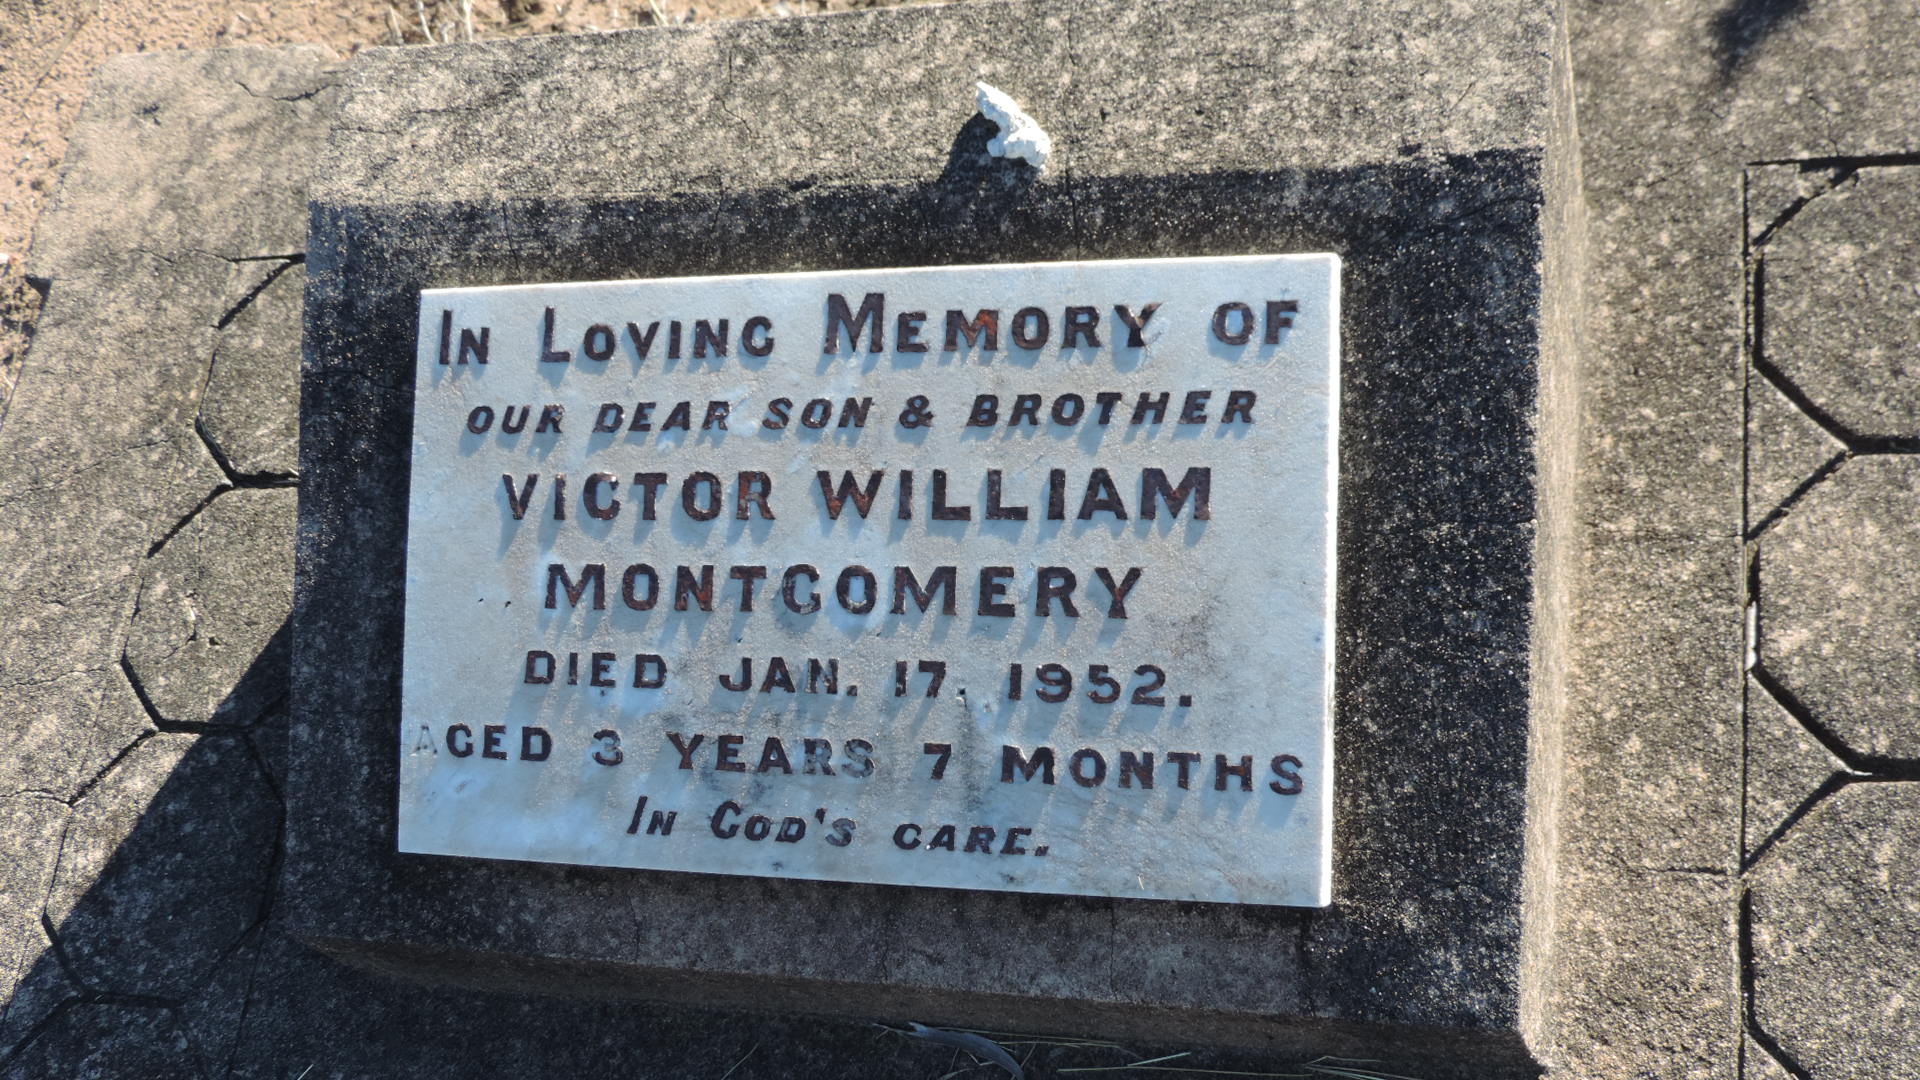 IN LOVING MEMORY OF
OUR DEAR SON & BROTHER
VICTOR WILLIAM
MONTGOMERY
DIED JAN. 17, 1952.
AGED 3 YEARS 7 MONTHS
IN GOD'S CARE.